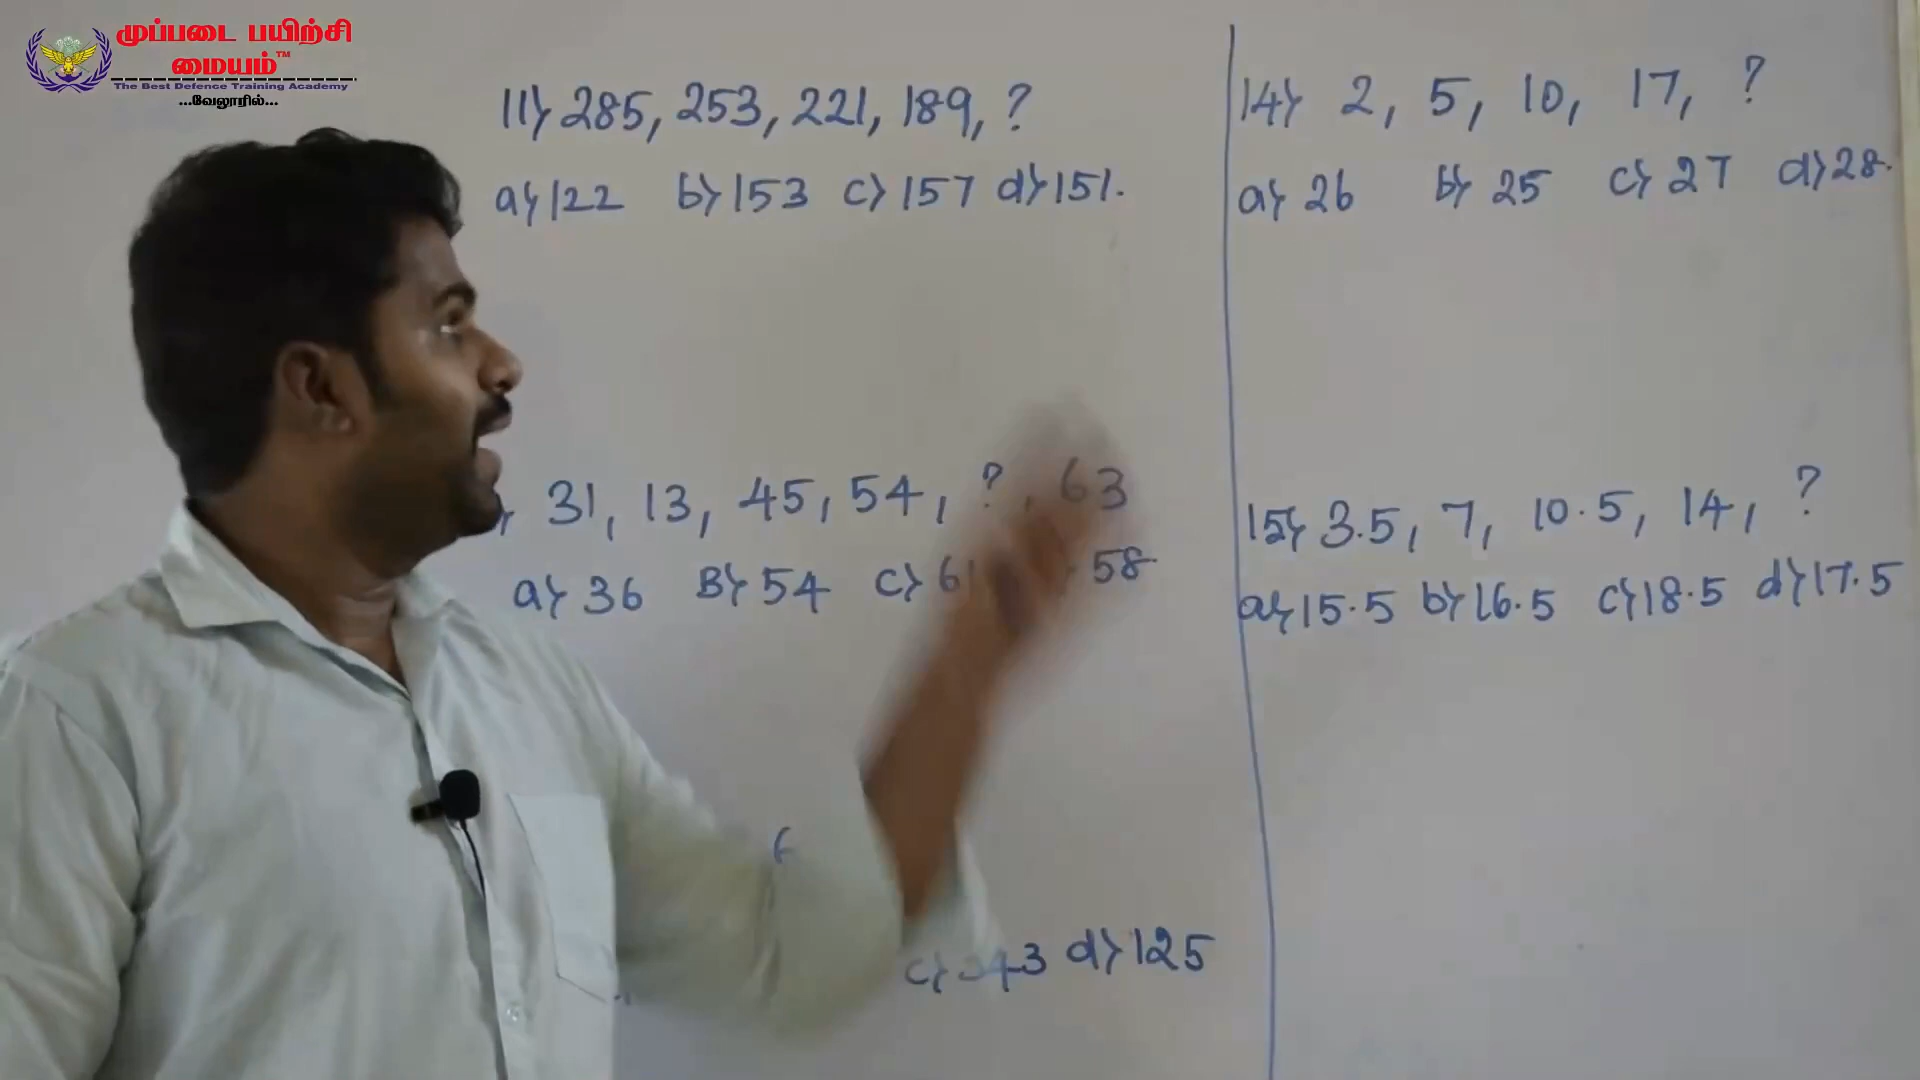 முப்படை பயிற்சி
மையம்™
The Best Defence Training Academy
...வேலூரில்...
11) 285, 253, 221, 189, ?
a) 122 b) 153 c) 157 d) 151.
31, 13, 45, 54, ?, 63
a) 36 B) 54 c) 58
c) 343 d) 125
14) 2, 5, 10, 17, ?
a) 26 b) 25 c) 27 d) 28.
15) 3.5, 7, 10.5, 14, ?
a) 15.5 b) 16.5 c) 18.5 d) 17.5